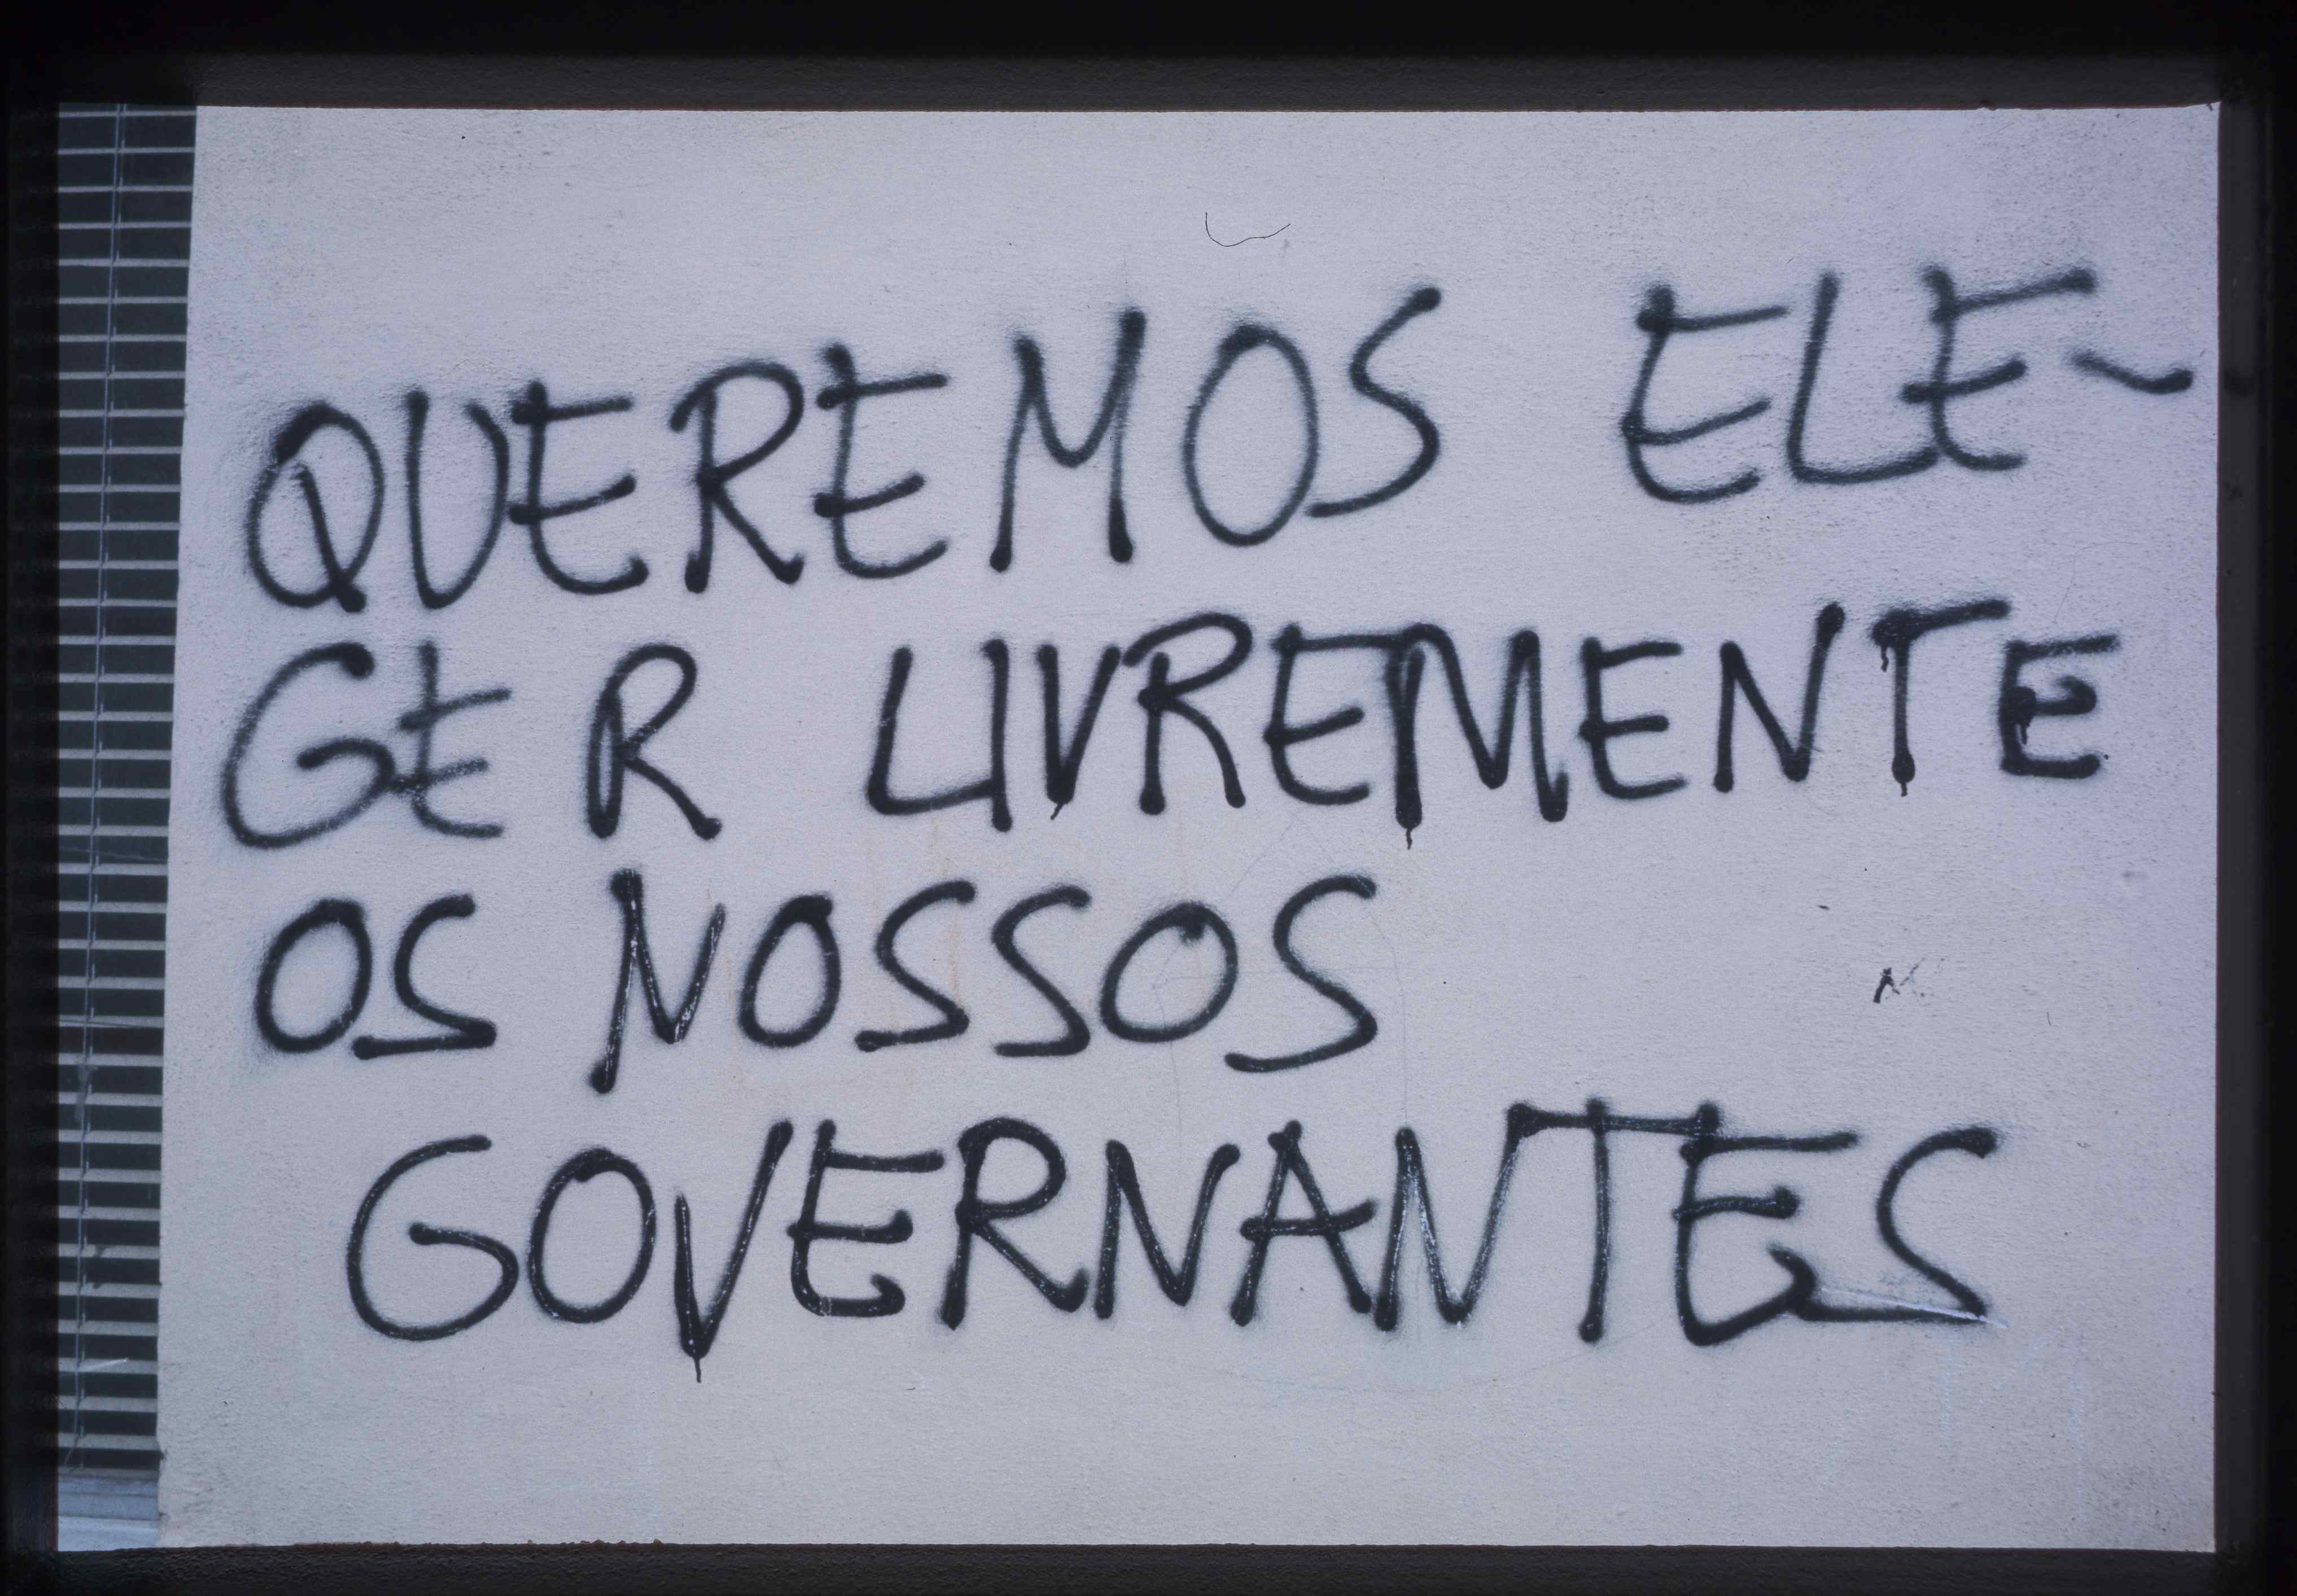 QUEREMOS ELE-
GER LIVREMENTE
OS NOSSOS
GOVERNANTES